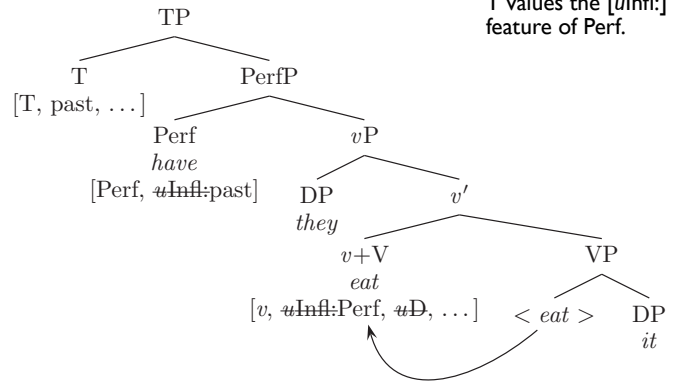 T values the [uInfl:]
feature of Perf.
TP
T PerfP
[T, past, …]
Perf vP
have
[Perf, uInfl:past] DP v′
they
v+V VP
eat
[v, uInfl:Perf, uD, …] < eat > DP
it